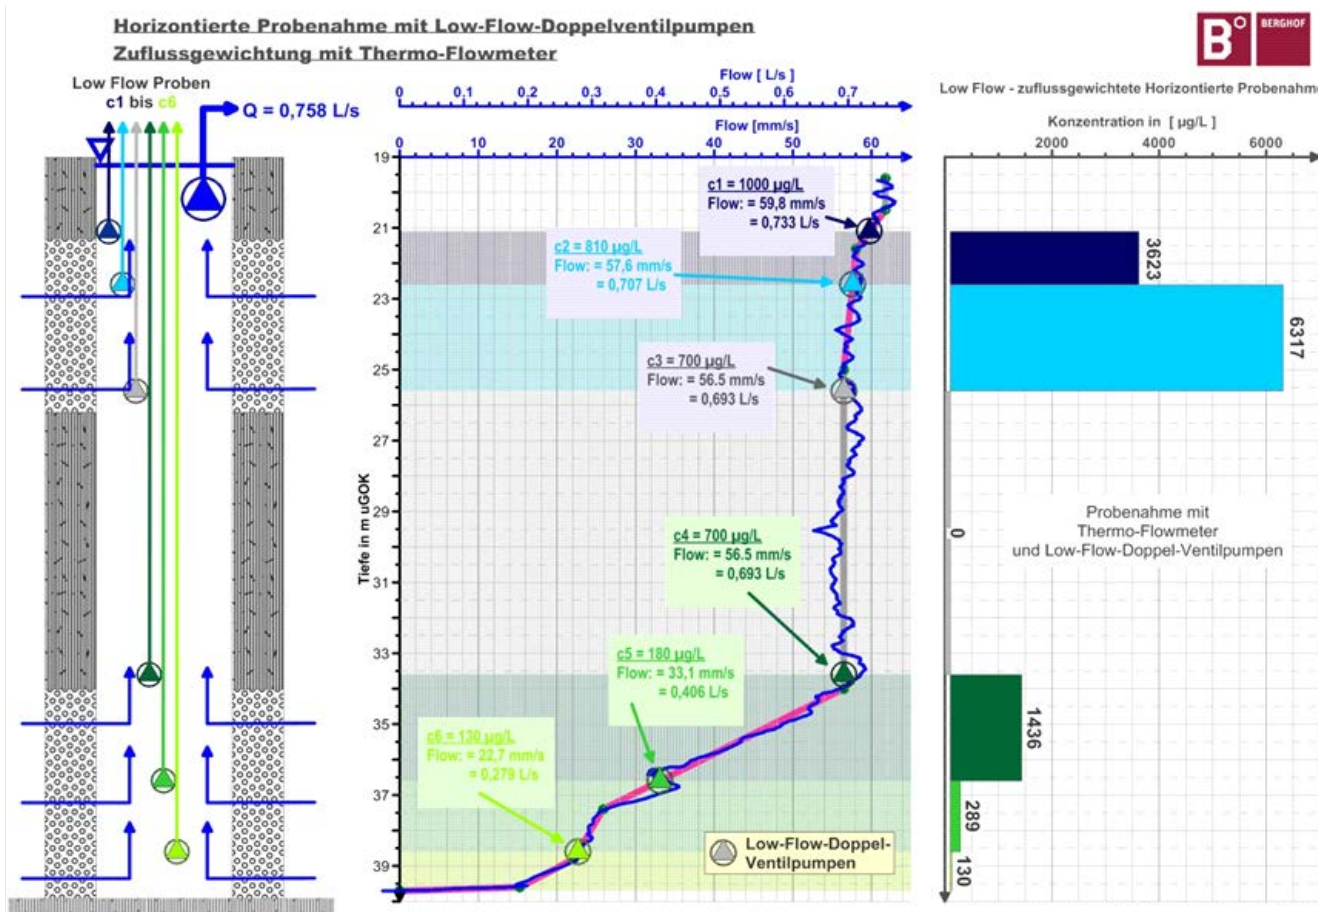 Horizontierte Probenahme mit Low-Flow-Doppelventilpumpen
Zuflussgewichtung mit Thermo-Flowmeter
B°
BERGHOF
Low Flow Proben
c1 bis c6
Q = 0,758 L/s
Flow [ L/s ]
0 0,1 0,2 0,3 0,4 0,5 0,6 0,7
Flow [mm/s]
0 10 20 30 40 50 60
Tiefe in m uGOK
19
21
23
25
27
29
31
33
35
37
39
c1 = 1000 µg/L
Flow: = 59,8 mm/s
= 0,733 L/s
c2 = 810 µg/L
Flow: = 57,6 mm/s
= 0,707 L/s
c3 = 700 µg/L
Flow: = 56.5 mm/s
= 0,693 L/s
c4 = 700 µg/L
Flow: = 56.5 mm/s
= 0,693 L/s
c5 = 180 µg/L
Flow: = 33,1 mm/s
= 0,406 L/s
c6 = 130 µg/L
Flow: = 22,7 mm/s
= 0,279 L/s
Low-Flow-Doppel-
Ventilpumpen
Low Flow - zuflussgewichtete Horizontierte Probenahm
Konzentration in [ µg/L ]
2000 4000 6000
3623
6317
0
Probenahme mit
Thermo-Flowmeter
und Low-Flow-Doppel-Ventilpumpen
1436
289
130